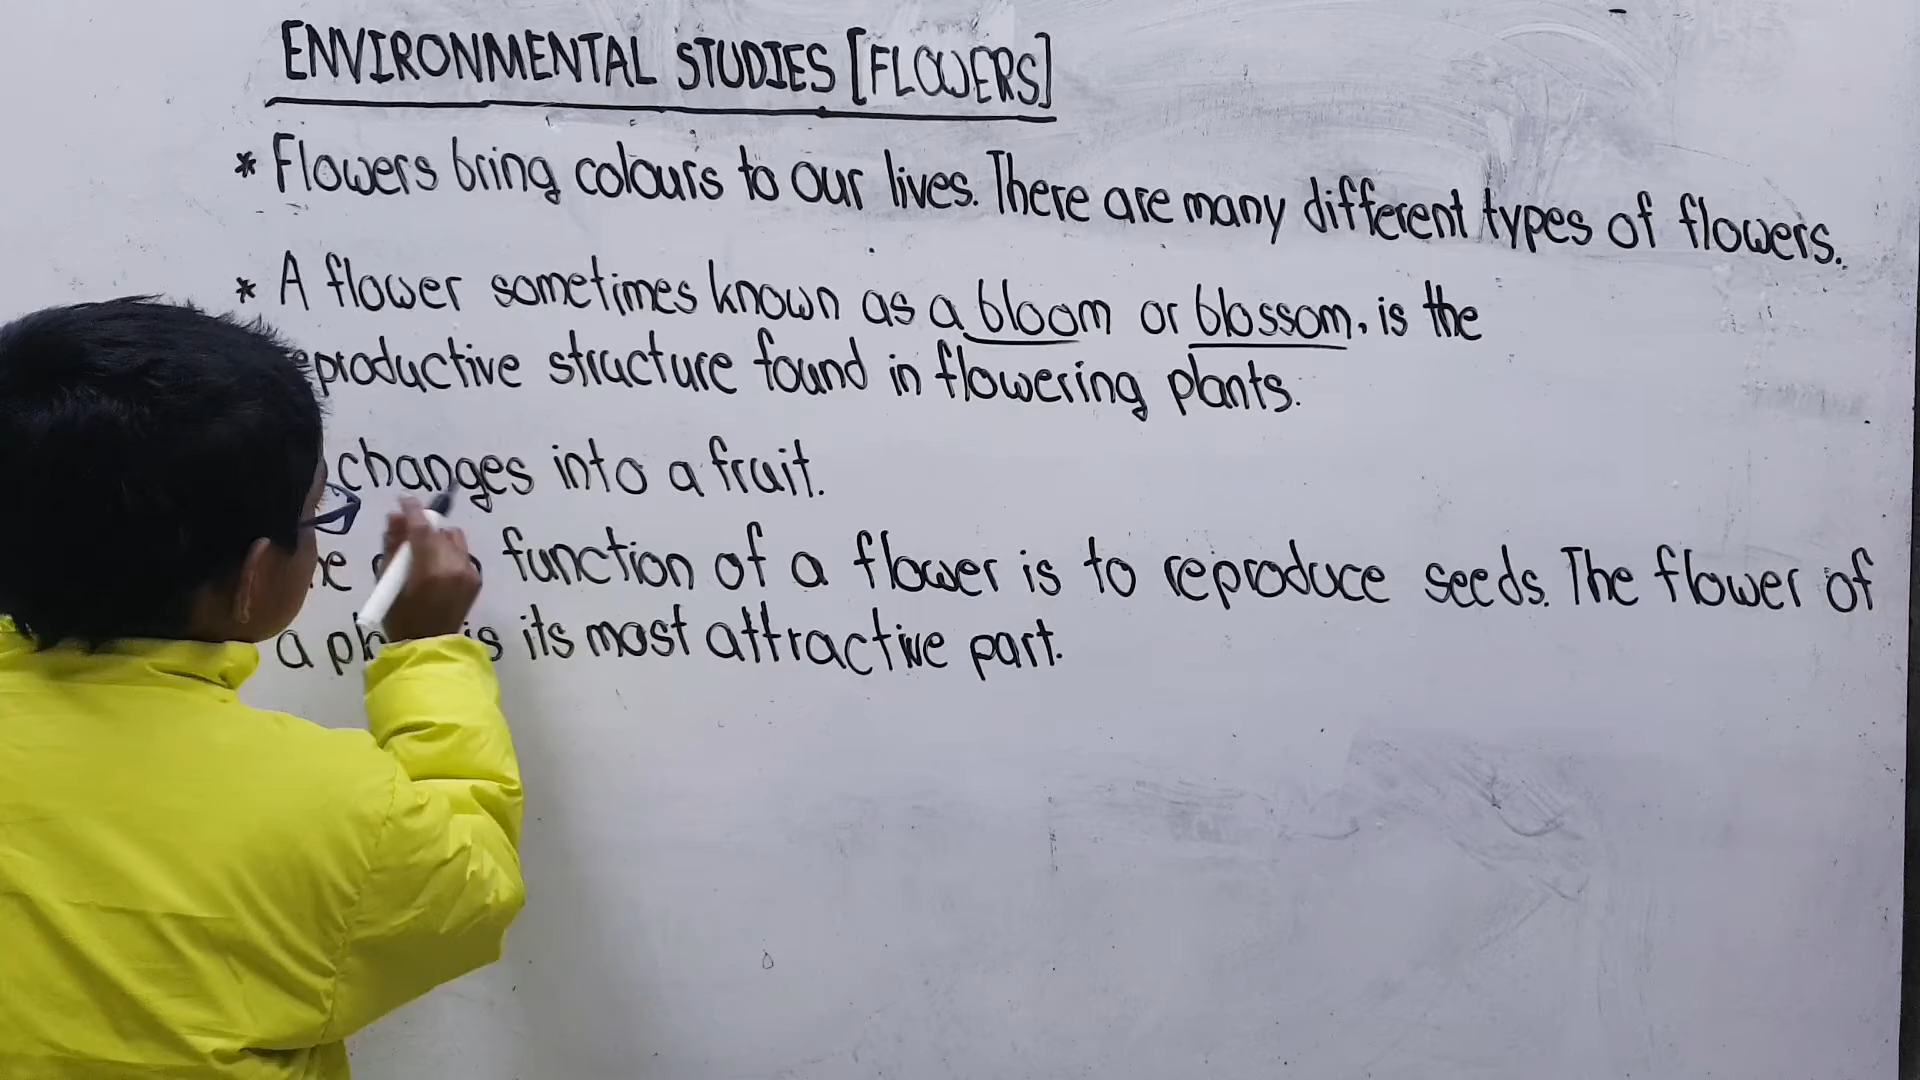 ENVIRONMENTAL STUDIES [FLOWERS]
* Flowers bring colours to our lives. There are many different types of flowers.
* A flower sometimes known as a bloom or blossom, is the
eproductive structure found in flowering plants.
changes into a fruit.
function of a flower is to reproduce seeds. The flower of
a is its most attractive part.